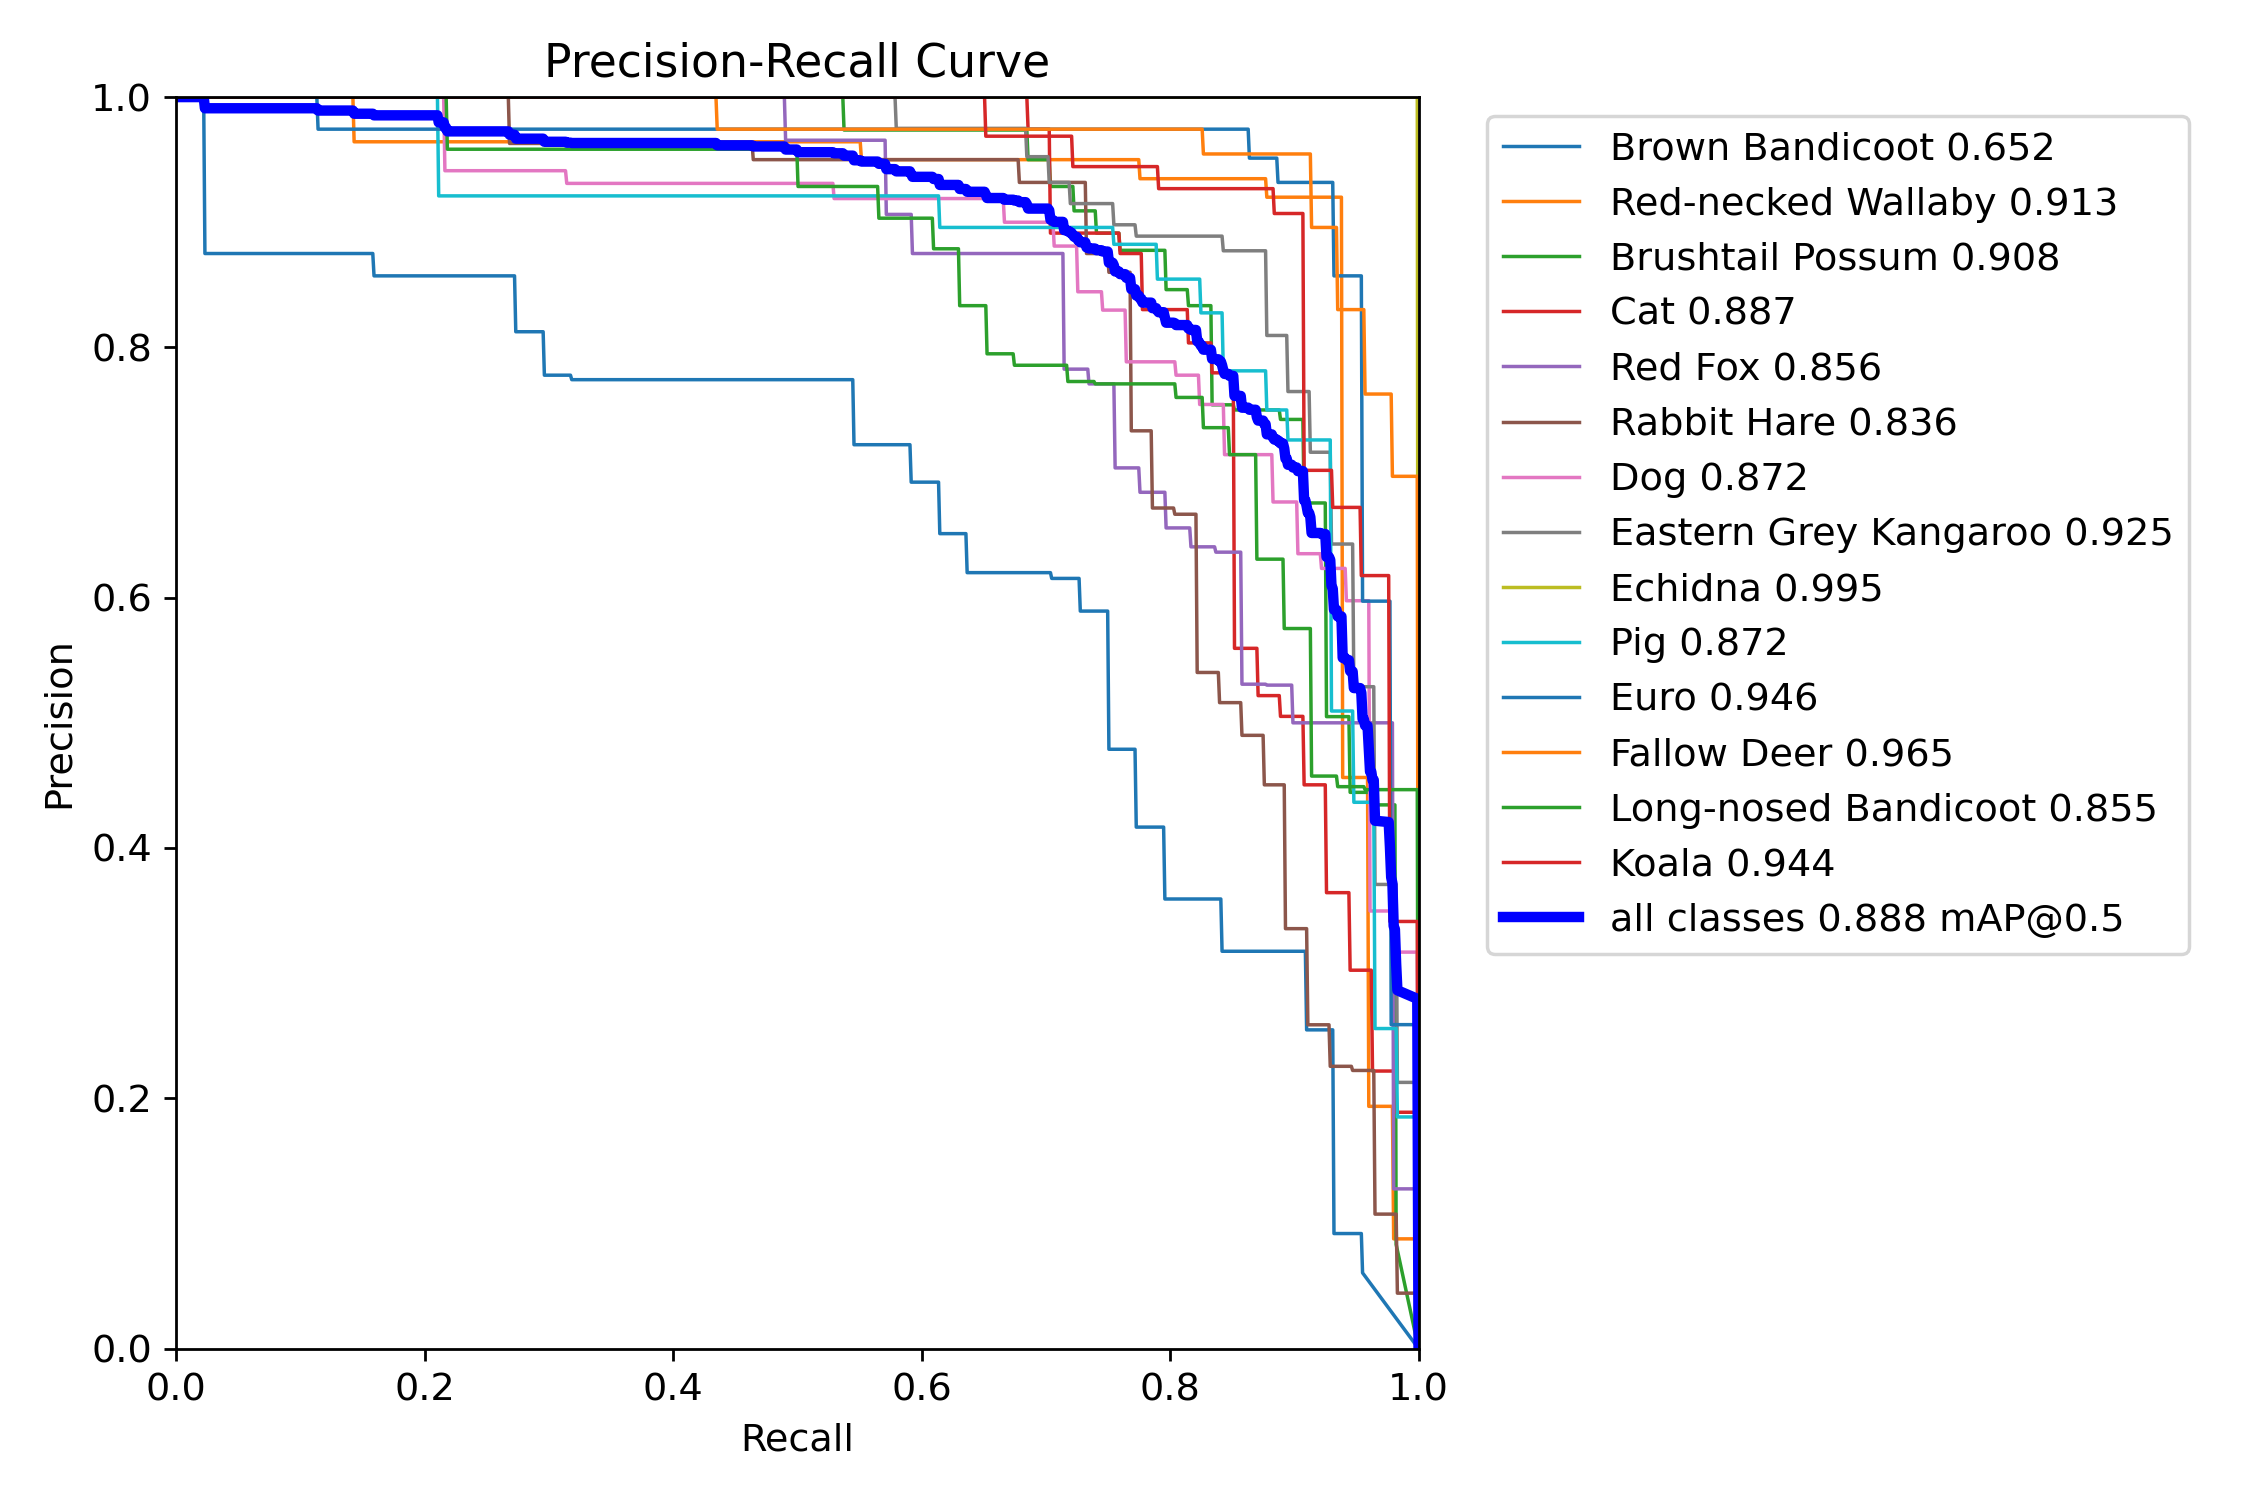 Precision-Recall Curve
1.0
0.8
0.6
0.4
0.2
0.0
Precision
0.0 0.2 0.4 0.6 0.8 1.0
Recall
Brown Bandicoot 0.652
Red-necked Wallaby 0.913
Brushtail Possum 0.908
Cat 0.887
Red Fox 0.856
Rabbit Hare 0.836
Dog 0.872
Eastern Grey Kangaroo 0.925
Echidna 0.995
Pig 0.872
Euro 0.946
Fallow Deer 0.965
Long-nosed Bandicoot 0.855
Koala 0.944
all classes 0.888 mAP@0.5